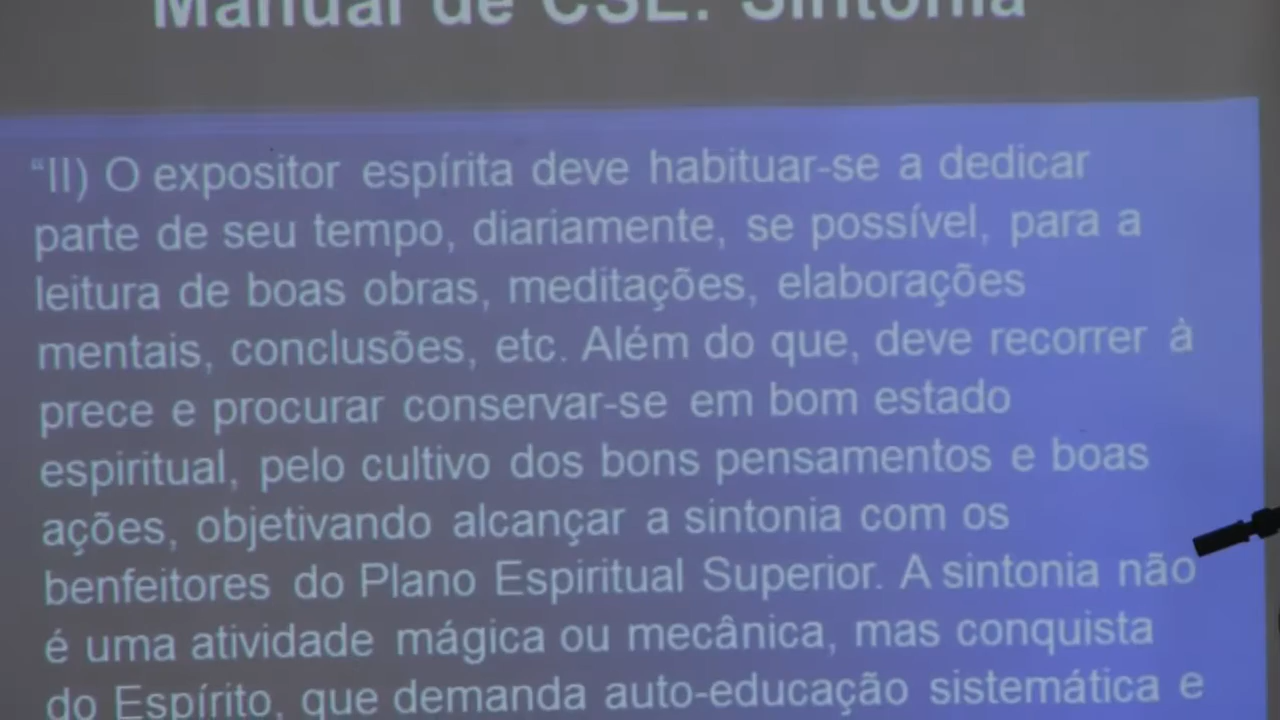 Manual de CSE: Sintonia
“II) O expositor espírita deve habituar-se a dedicar
parte de seu tempo, diariamente, se possível, para a
leitura de boas obras, meditações, elaborações
mentais, conclusões, etc. Além do que, deve recorrer à
prece e procurar conservar-se em bom estado
espiritual, pelo cultivo dos bons pensamentos e boas
ações, objetivando alcançar a sintonia com os
benfeitores do Plano Espiritual Superior. A sintonia não
é uma atividade mágica ou mecânica, mas conquista
do Espírito, que demanda auto-educação sistemática e